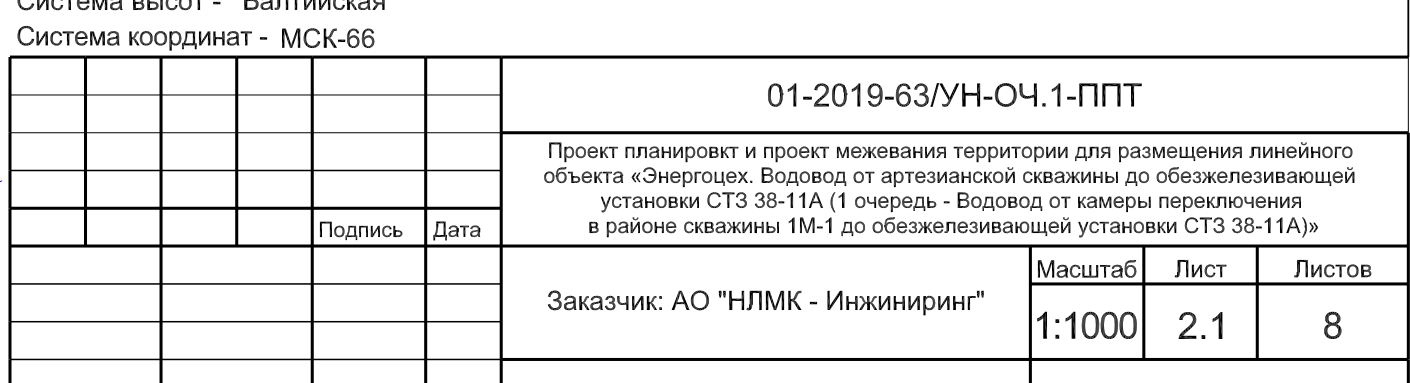 Система высот - Балтийская
Система координат - МСК-66
01-2019-63/УН-ОЧ.1-ППТ
Проект планировкт и проект межевания территории для размещения линейного
объекта «Энергоцех. Водовод от артезианской скважины до обезжелезивающей
установки СТЗ 38-11А (1 очередь - Водовод от камеры переключения
в районе скважины 1М-1 до обезжелезивающей установки СТЗ 38-11А)»
Подпись Дата
Масштаб Лист Листов
Заказчик: АО "НЛМК - Инжиниринг"
1:1000 2.1 8